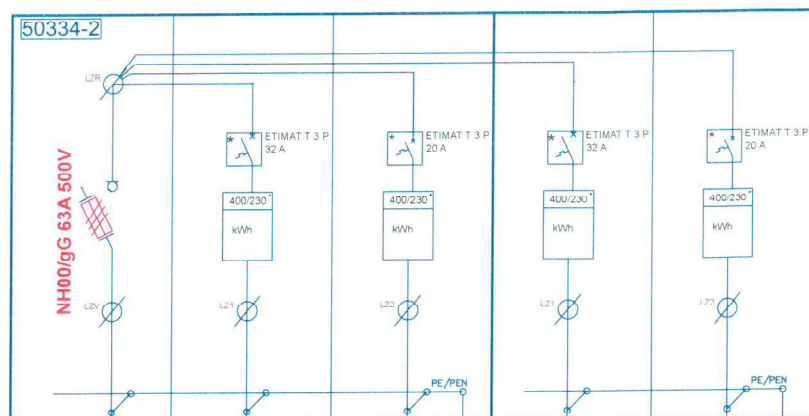 50334-2
LZR
NH00/gG 63A 500V
LZV
* ETIMAT T 3 P
32 A
400/230 *
kWh
LZ1
* ETIMAT T 3 P
20 A
400/230 *
kWh
LZ2
PE/PEN
* ETIMAT T 3 P
32 A
400/230 *
kWh
LZ1
* ETIMAT T 3 P
20 A
400/230 *
kWh
LZ2
PE/PEN